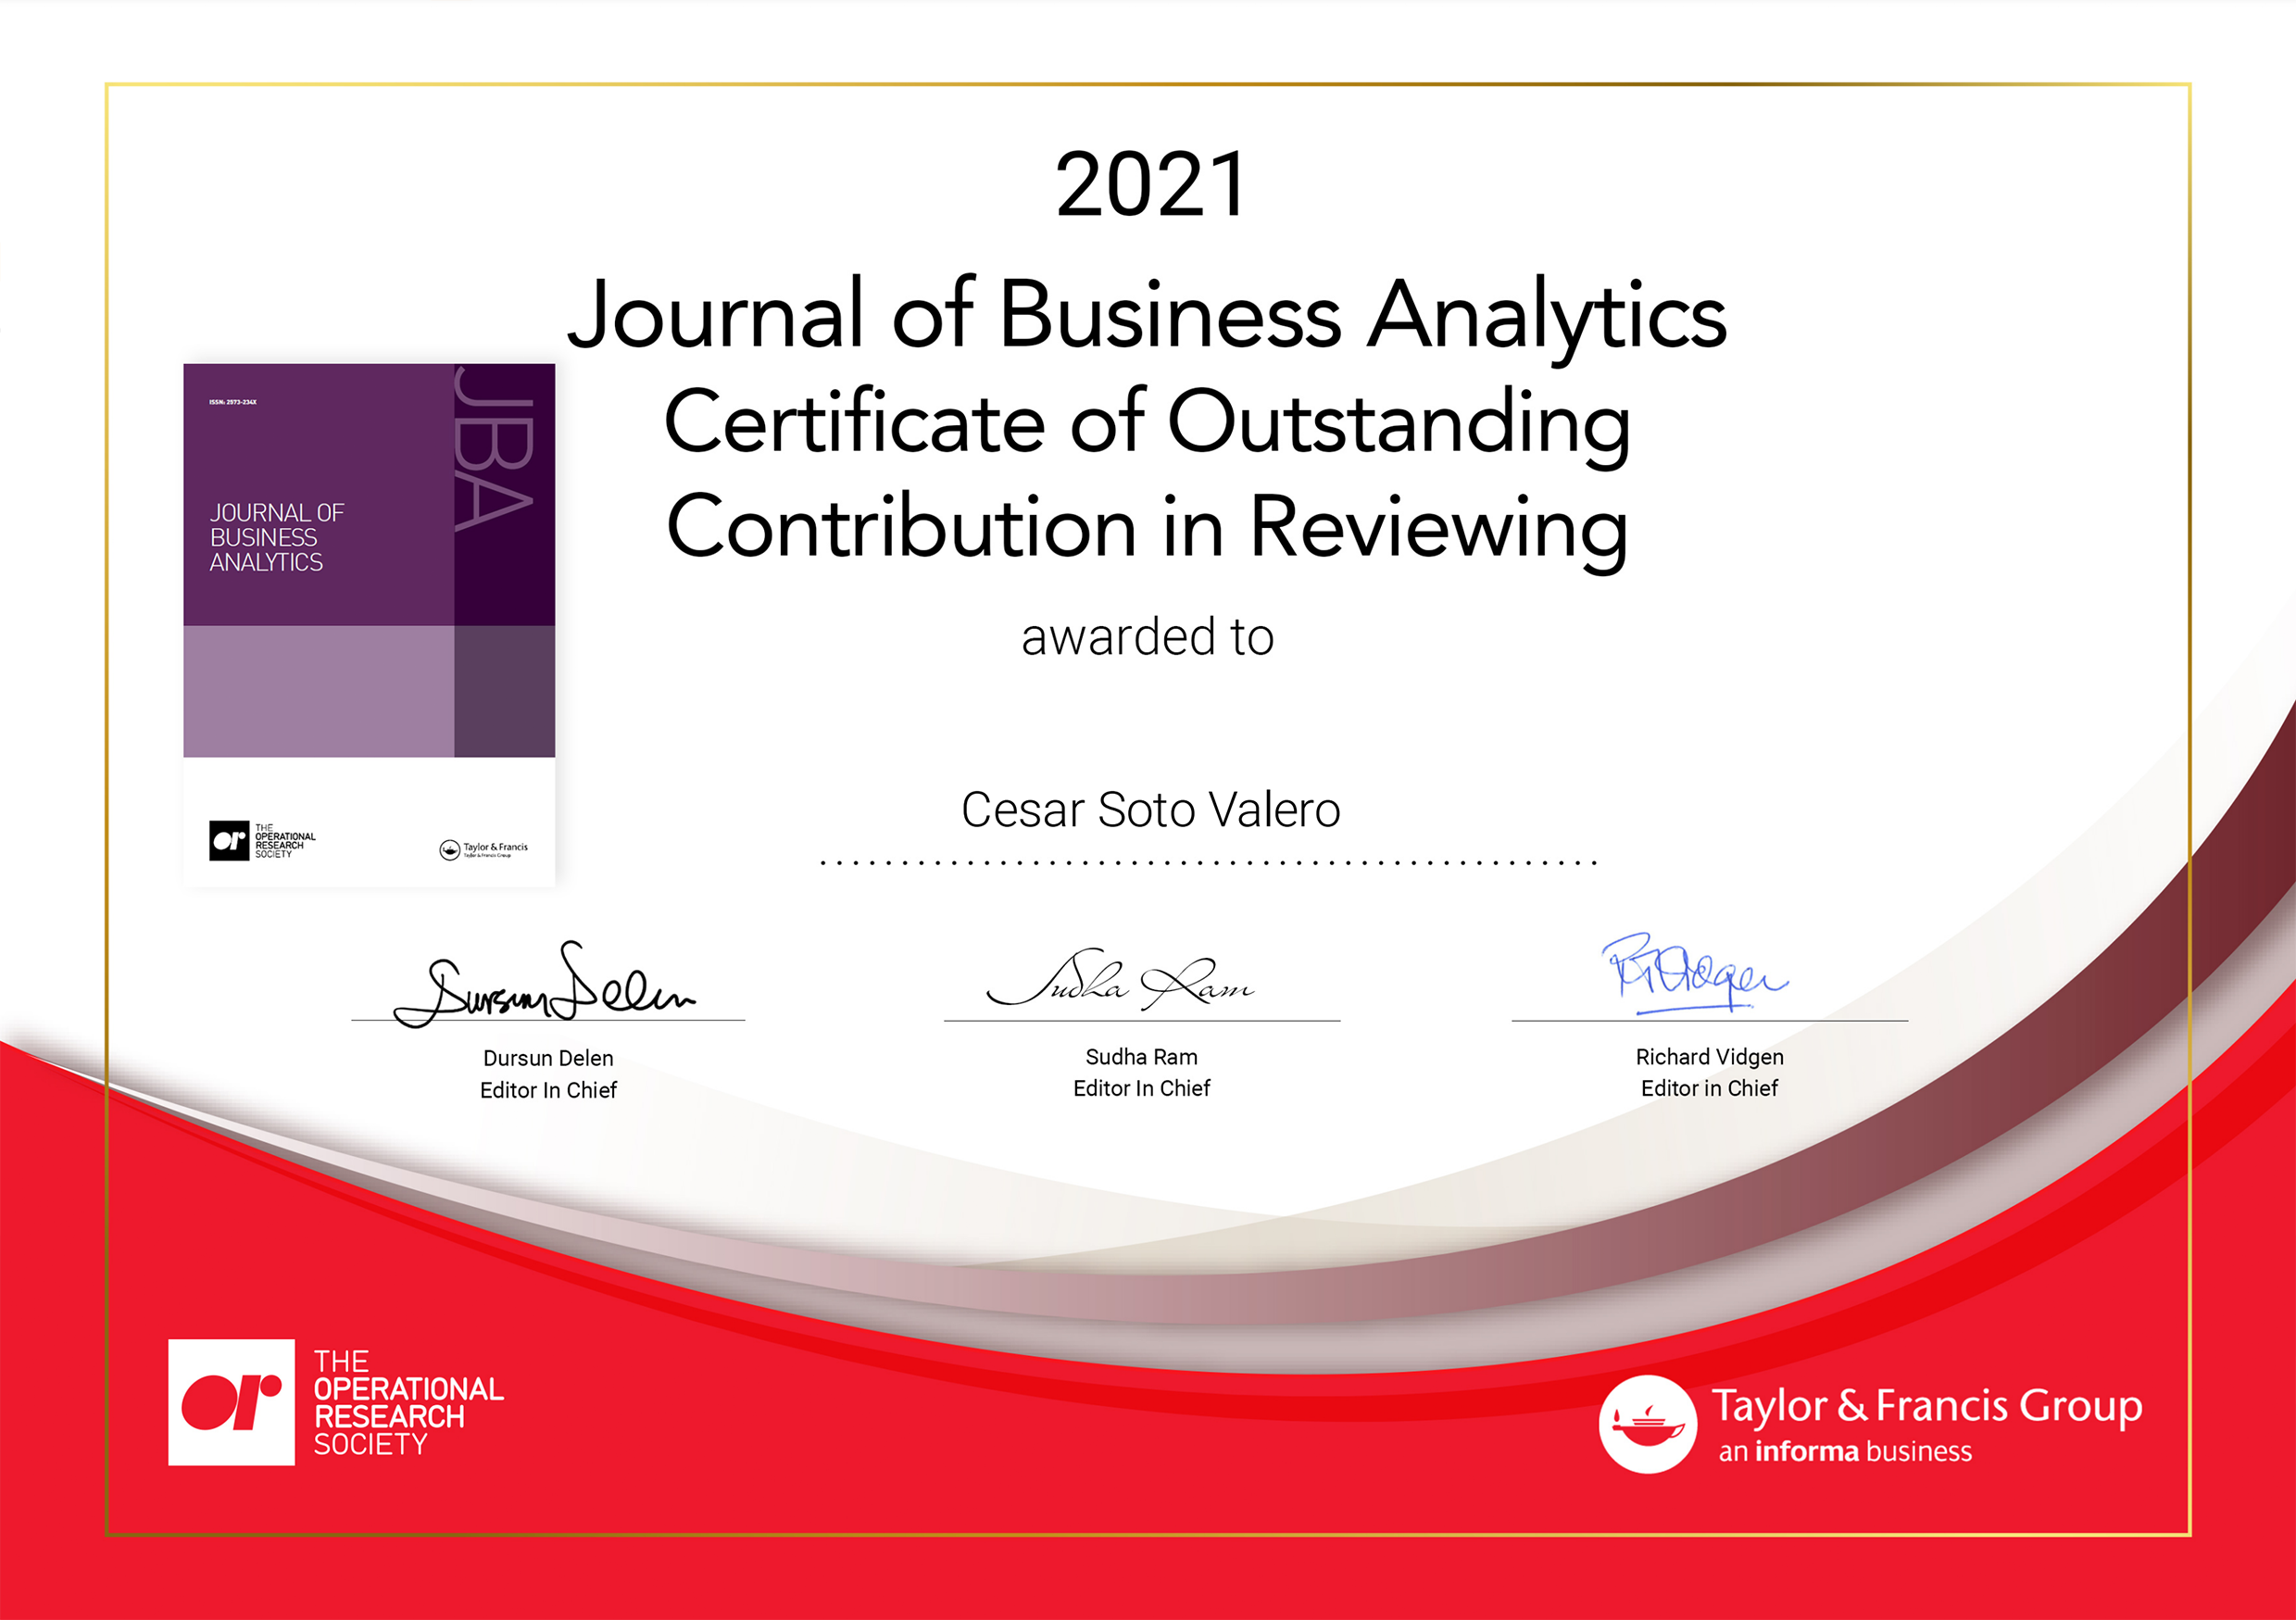 2021
Journal of Business Analytics
Certificate of Outstanding
Contribution in Reviewing
awarded to
Cesar Soto Valero
ISSN: 2573-234X
JBA
JOURNAL OF
BUSINESS
ANALYTICS
or
THE
OPERATIONAL
RESEARCH
SOCIETY
Taylor & Francis
Taylor & Francis Group
Dursun Delen
Sudha Ram
R Vidgen
Dursun Delen
Editor In Chief
Sudha Ram
Editor In Chief
Richard Vidgen
Editor in Chief
or
THE
OPERATIONAL
RESEARCH
SOCIETY
Taylor & Francis Group
an informa business